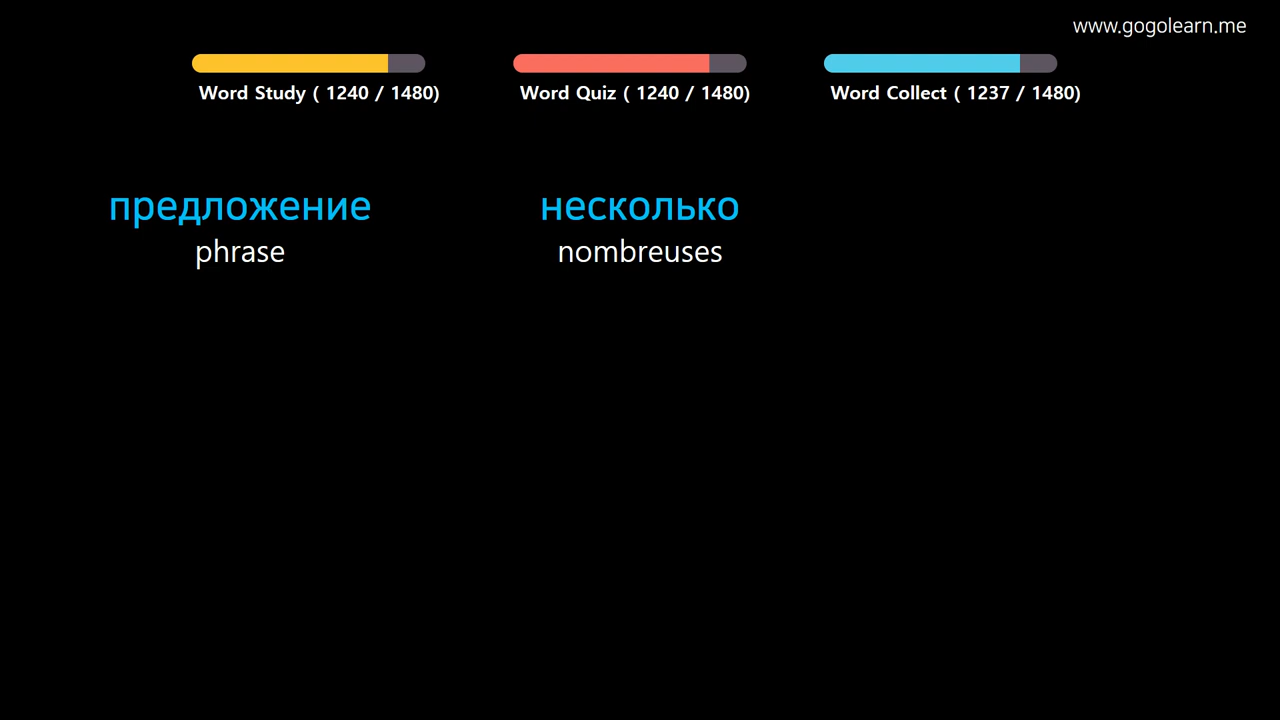 www.gogolearn.me
Word Study ( 1240 / 1480)
Word Quiz ( 1240 / 1480)
Word Collect ( 1237 / 1480)
предложение
phrase
несколько
nombreuses